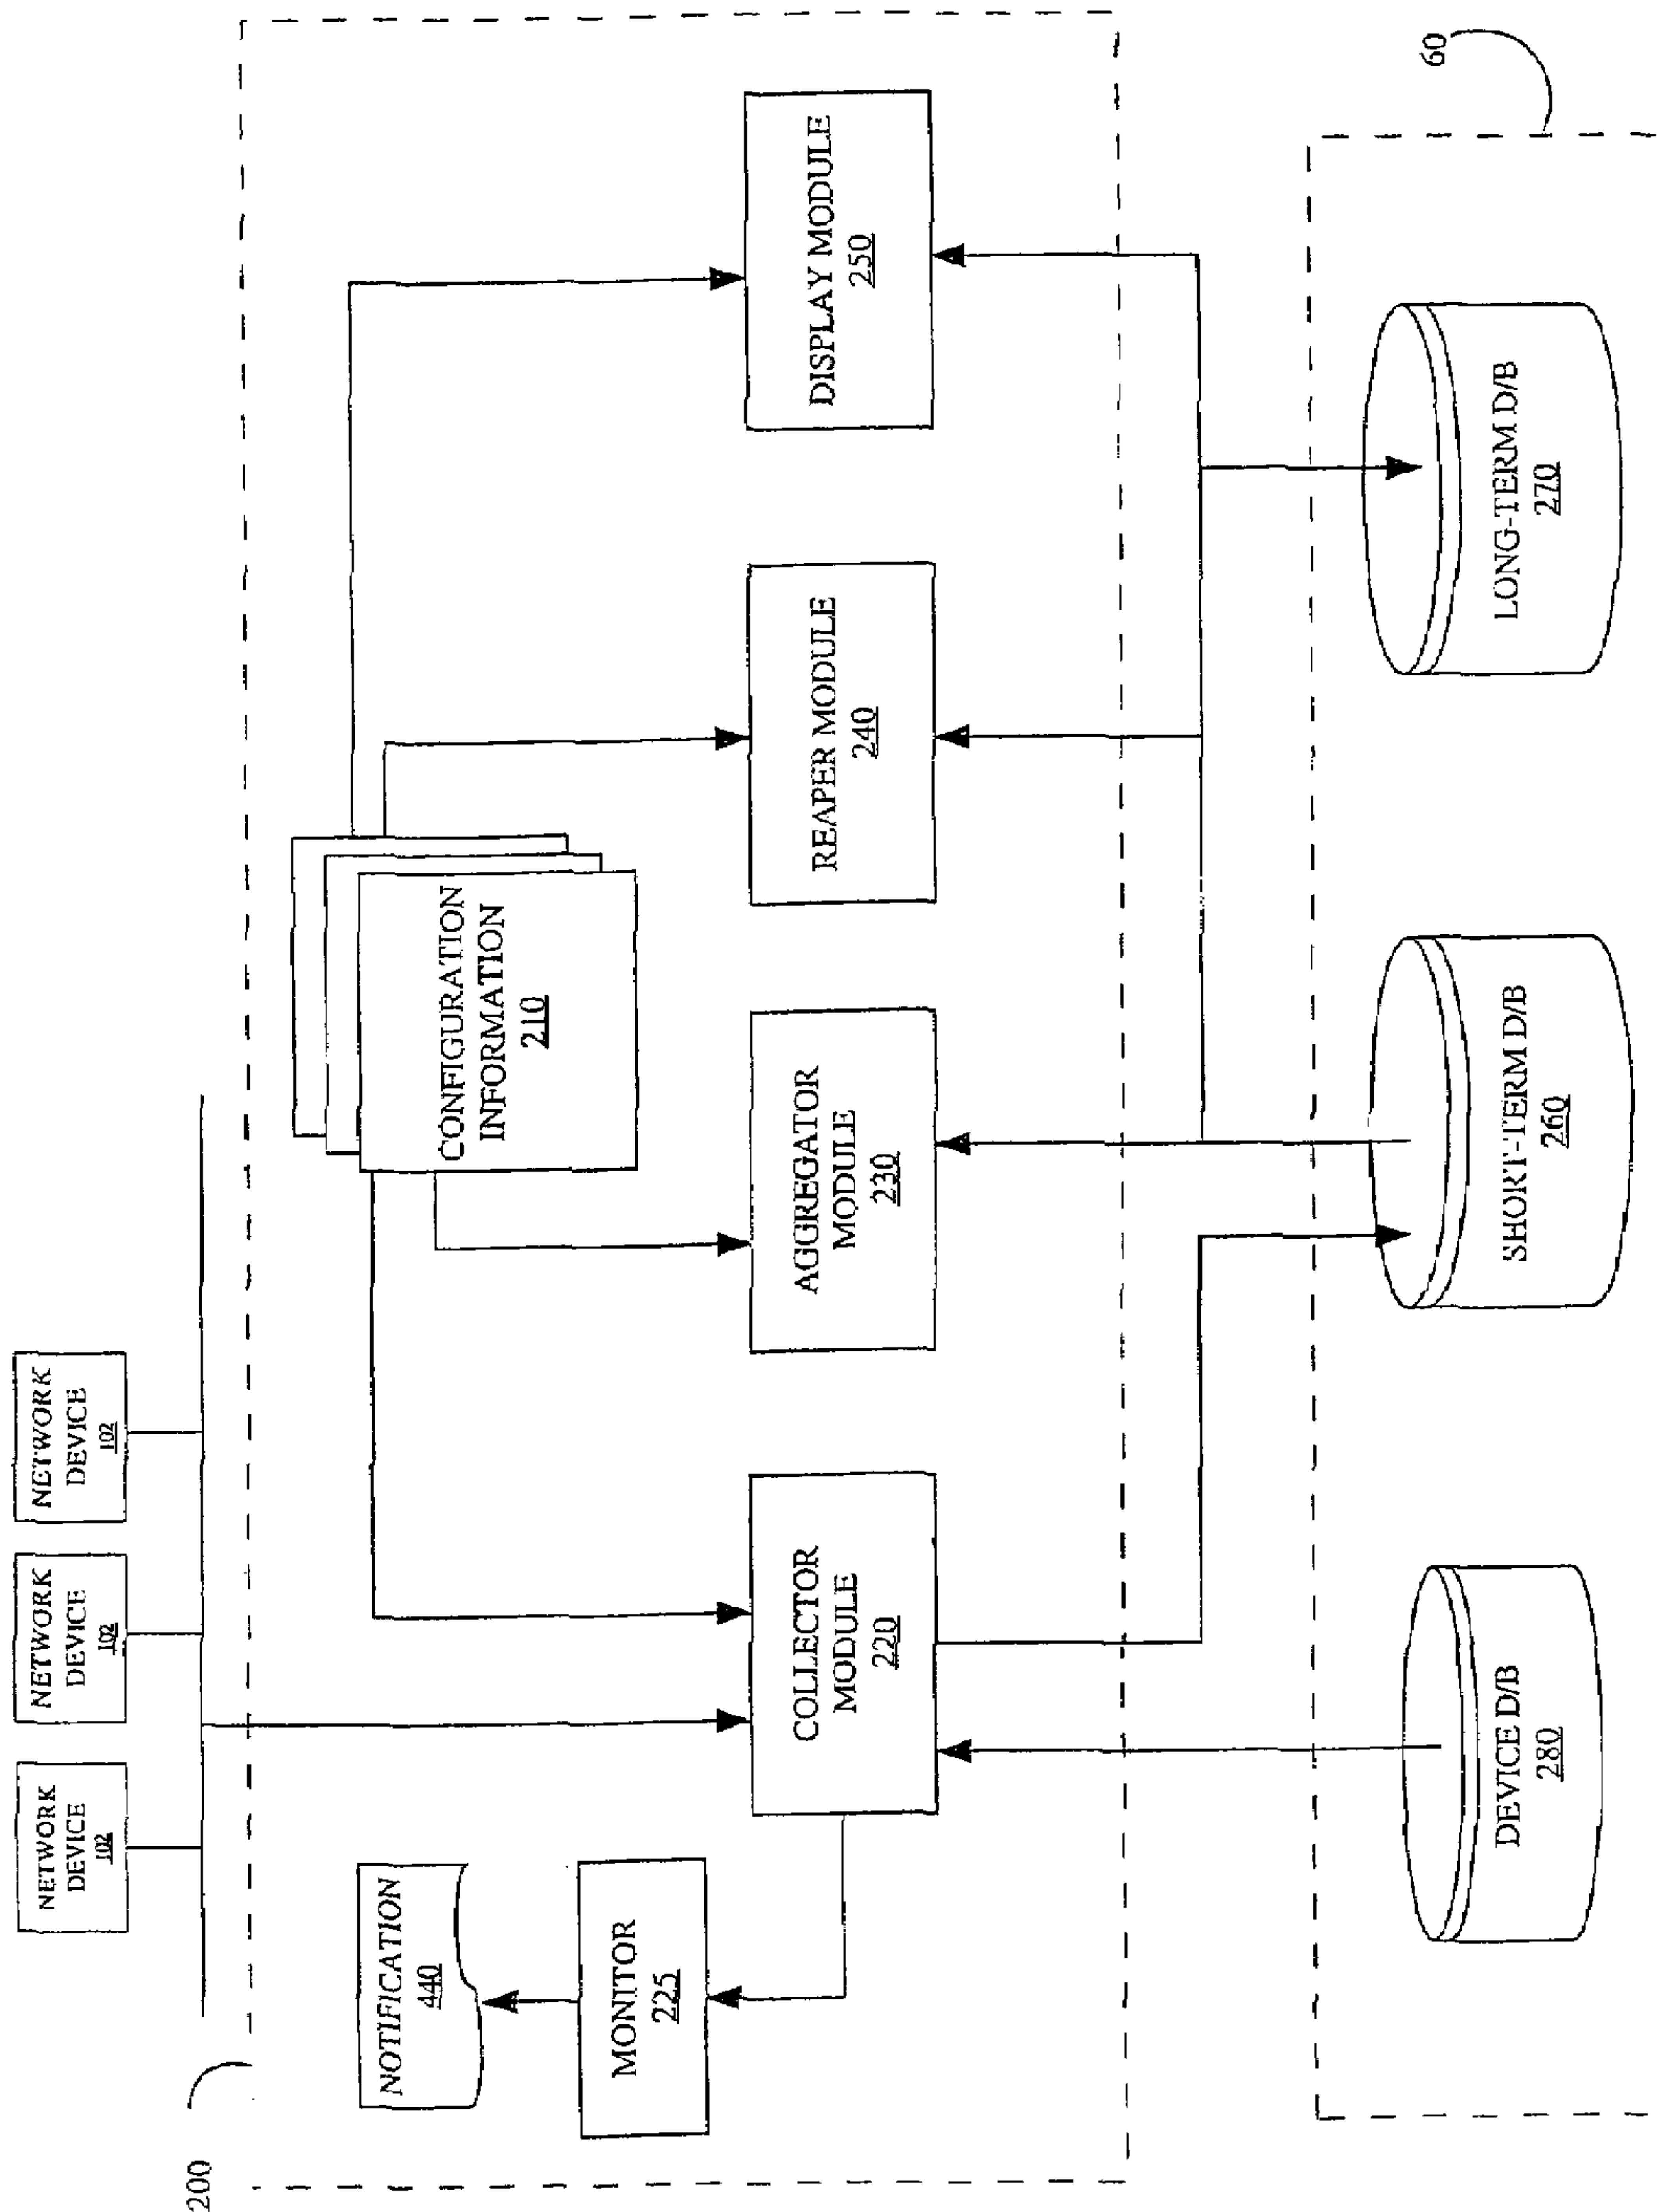 200
NETWORK
DEVICE
102
NETWORK
DEVICE
102
NETWORK
DEVICE
102
NOTIFICATION
440
CONFIGURATION
INFORMATION
210
MONITOR
225
COLLECTOR
MODULE
220
AGGREGATOR
MODULE
230
REAPER MODULE
240
DISPLAY MODULE
250
60
DEVICE D/B
280
SHORT-TERM D/B
260
LONG-TERM D/B
270